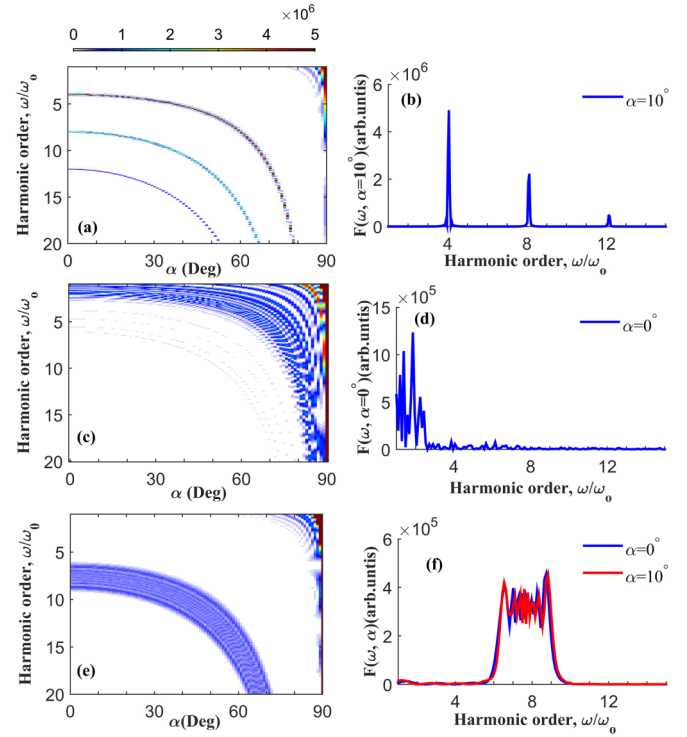 ×10⁶
0 1 2 3 4 5
Harmonic order, ω/ω₀
5
10
15
20
(a)
0 30 60 90
α (Deg)
×10⁶
(b)
α=10°
F(ω, α=10°)(arb.untis)
6
4
2
0
4 8 12
Harmonic order, ω/ωₒ
Harmonic order, ω/ω₀
5
10
15
20
(c)
0 30 60 90
α (Deg)
×10⁵
(d)
α=0°
F(ω, α=0°)(arb.untis)
15
10
5
0
4 8 12
Harmonic order, ω/ωₒ
Harmonic order, ω/ω₀
5
10
15
20
(e)
0 30 60 90
α(Deg)
×10⁵
(f)
α=0°
α=10°
F(ω, α)(arb.untis)
6
4
2
0
4 8 12
Harmonic order, ω/ωₒ